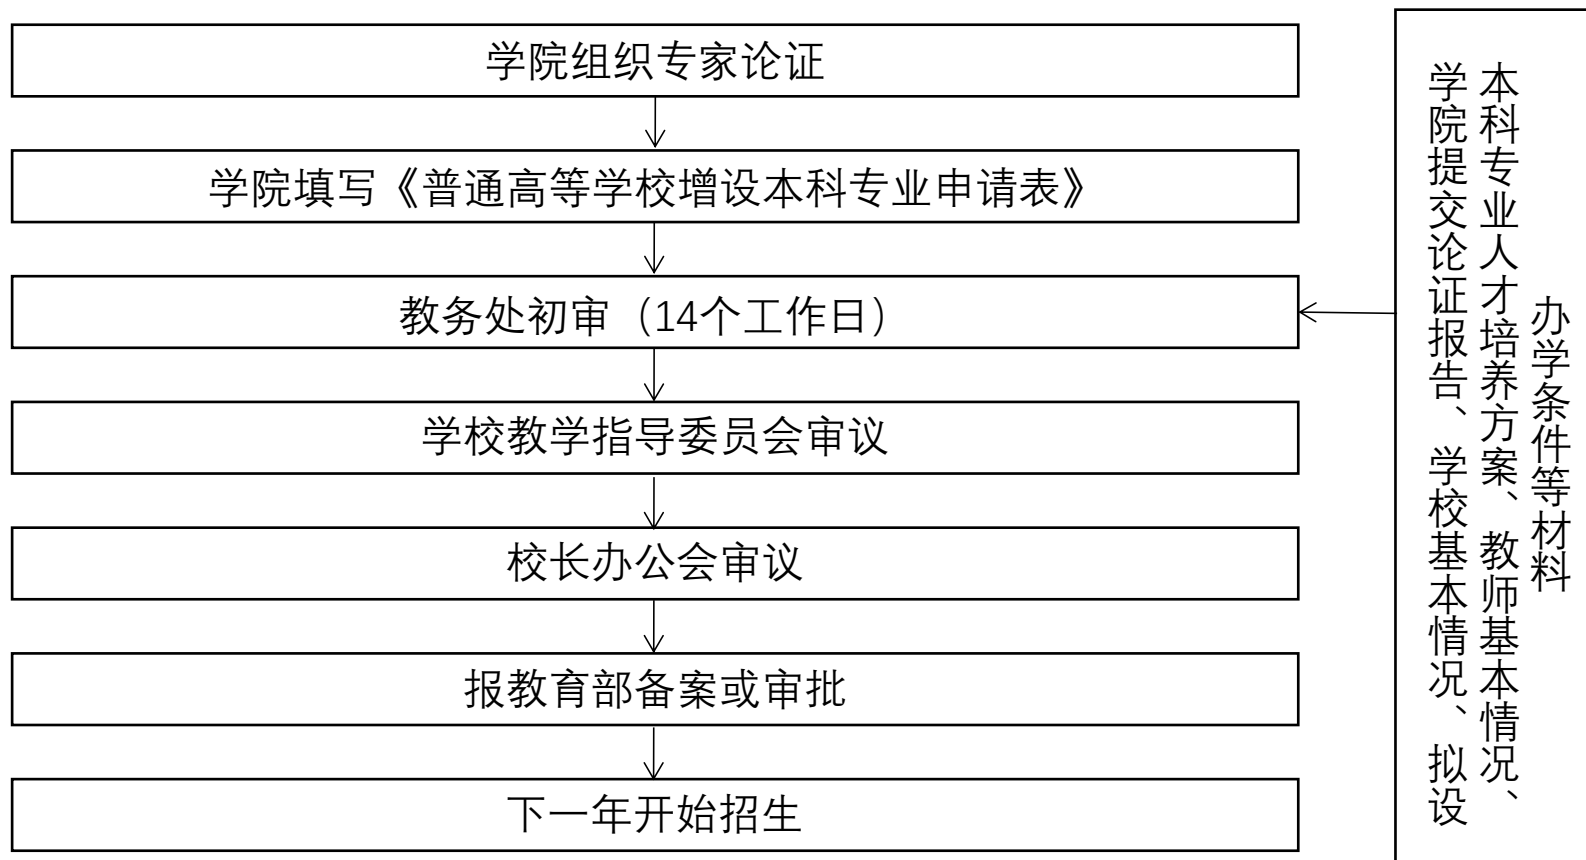 学院组织专家论证
学院填写《普通高等学校增设本科专业申请表》
教务处初审（14个工作日）
学校教学指导委员会审议
校长办公会审议
报教育部备案或审批
下一年开始招生
学院提交论证报告、学校基本情况、拟设
本科专业人才培养方案、教师基本情况、
办学条件等材料